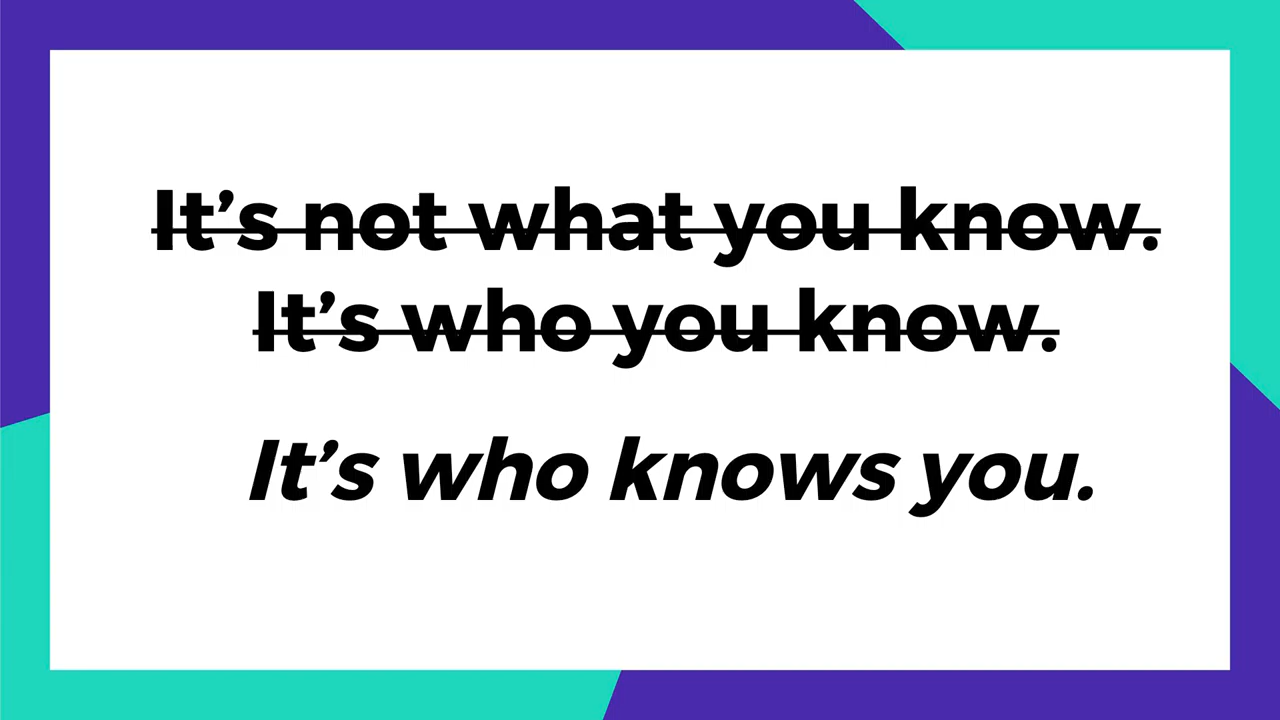 It’s not what you know.
It’s who you know.
It’s who knows you.